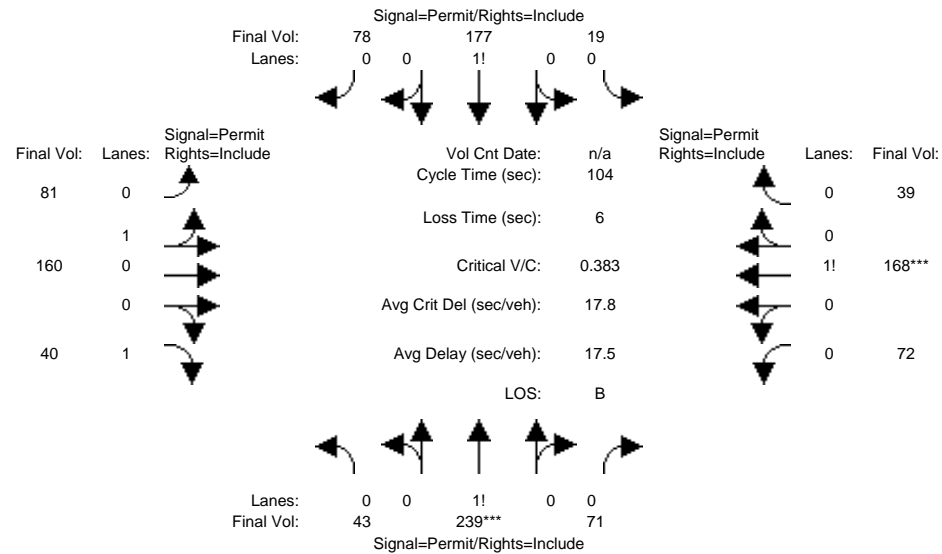 Signal=Permit/Rights=Include
Final Vol: 78 177 19
Lanes: 0 0 1! 0 0
Signal=Permit Signal=Permit
Final Vol: Lanes: Rights=Include Vol Cnt Date: n/a Rights=Include Lanes: Final Vol:
Cycle Time (sec): 104
81 0 0 39
Loss Time (sec): 6
1 0
160 0 Critical V/C: 0.383 1! 168***
0 Avg Crit Del (sec/veh): 17.8 0
40 1 Avg Delay (sec/veh): 17.5 0 72
LOS: B
Lanes: 0 0 1! 0 0
Final Vol: 43 239*** 71
Signal=Permit/Rights=Include